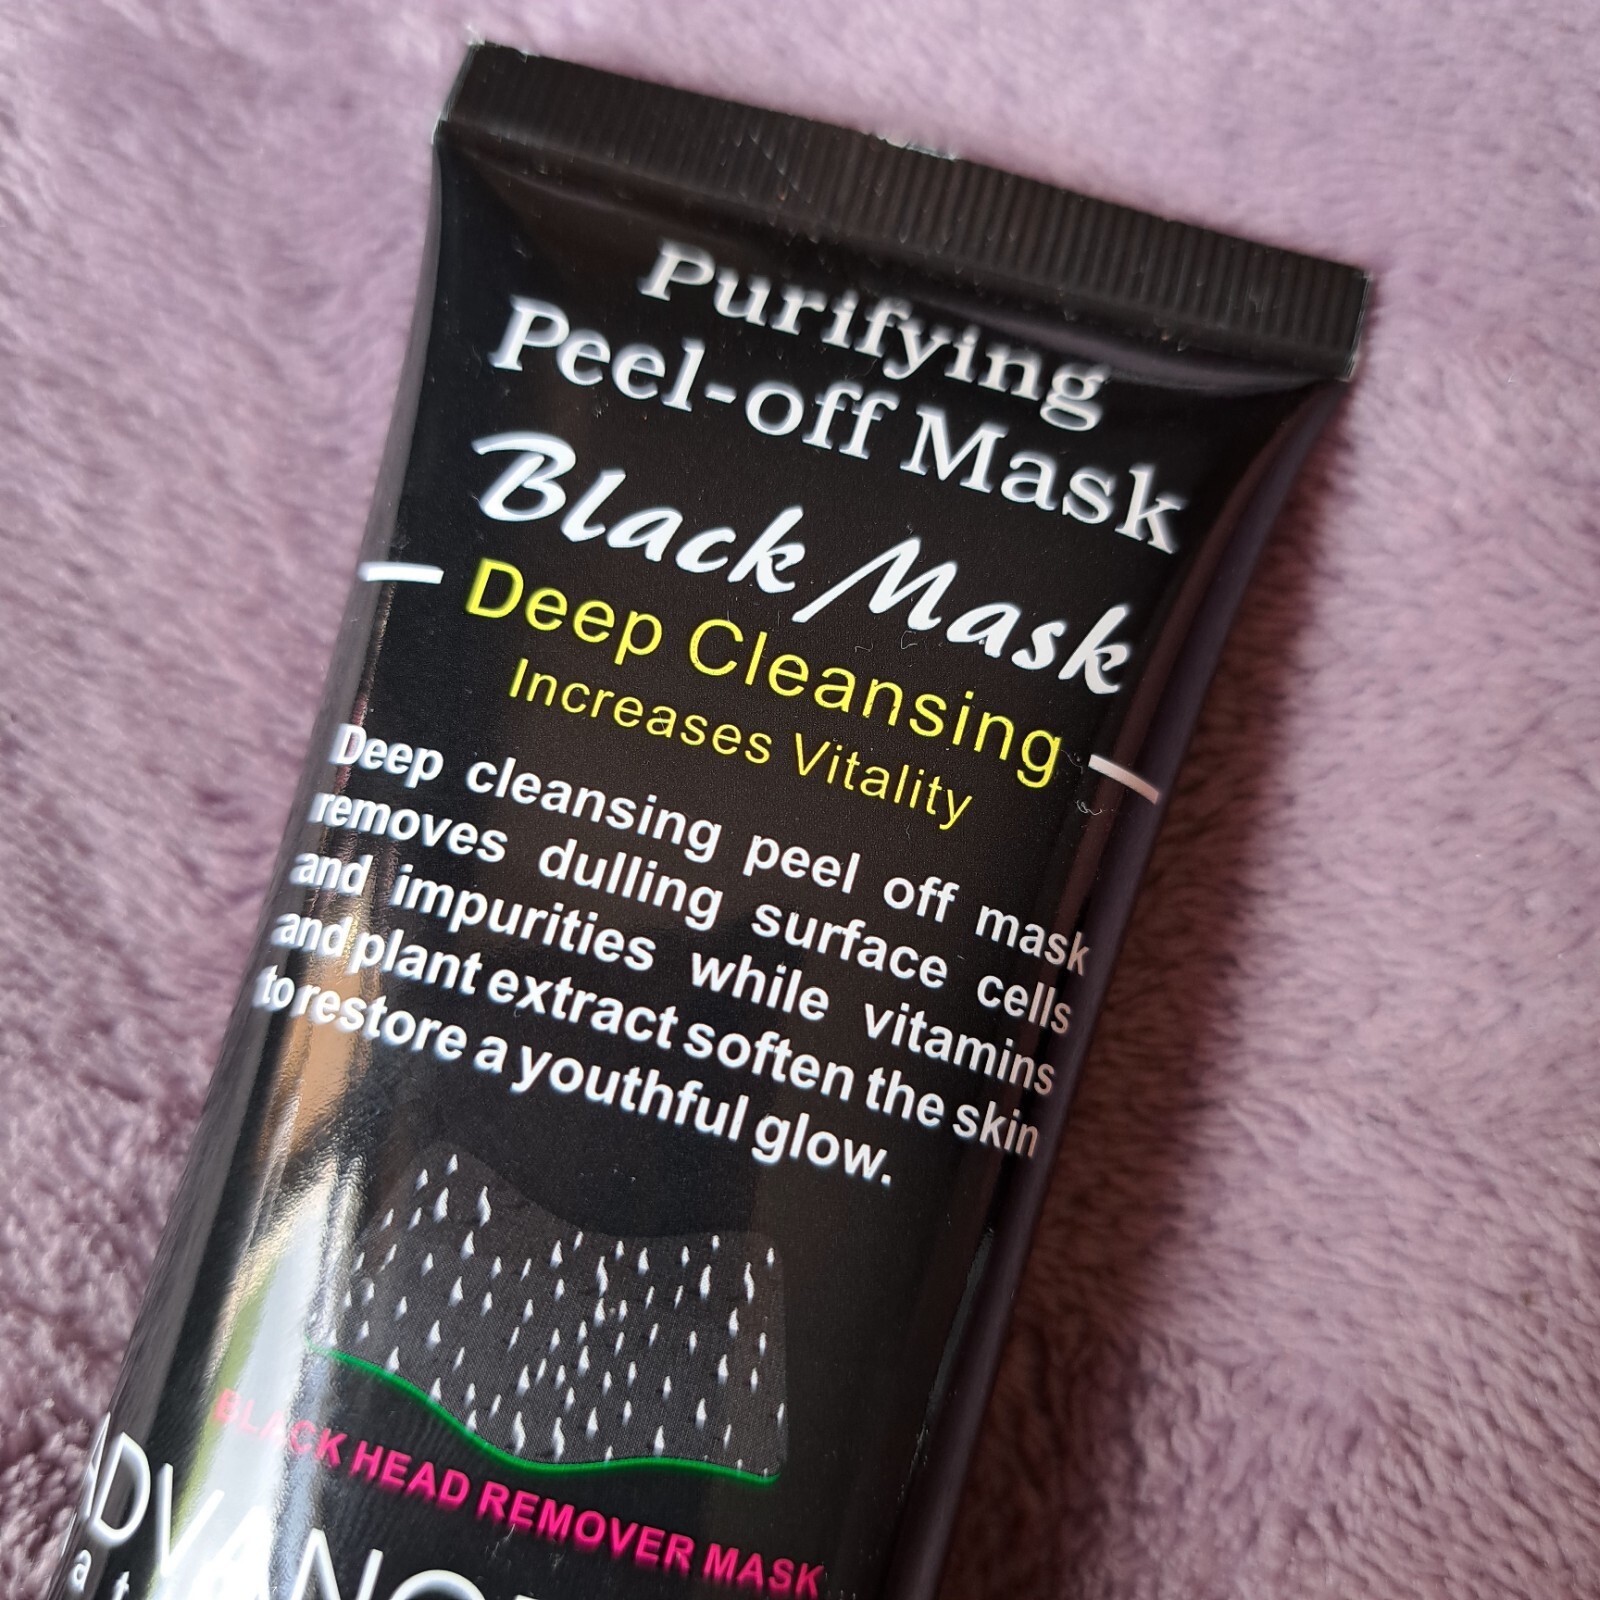 Purifying
Peel-off Mask
Black Mask
Deep Cleansing
Increases Vitality
Deep cleansing peel off mask
removes dulling surface cells
and impurities while vitamins
and plant extract soften the skin
to restore a youthful glow.
BLACK HEAD REMOVER MASK